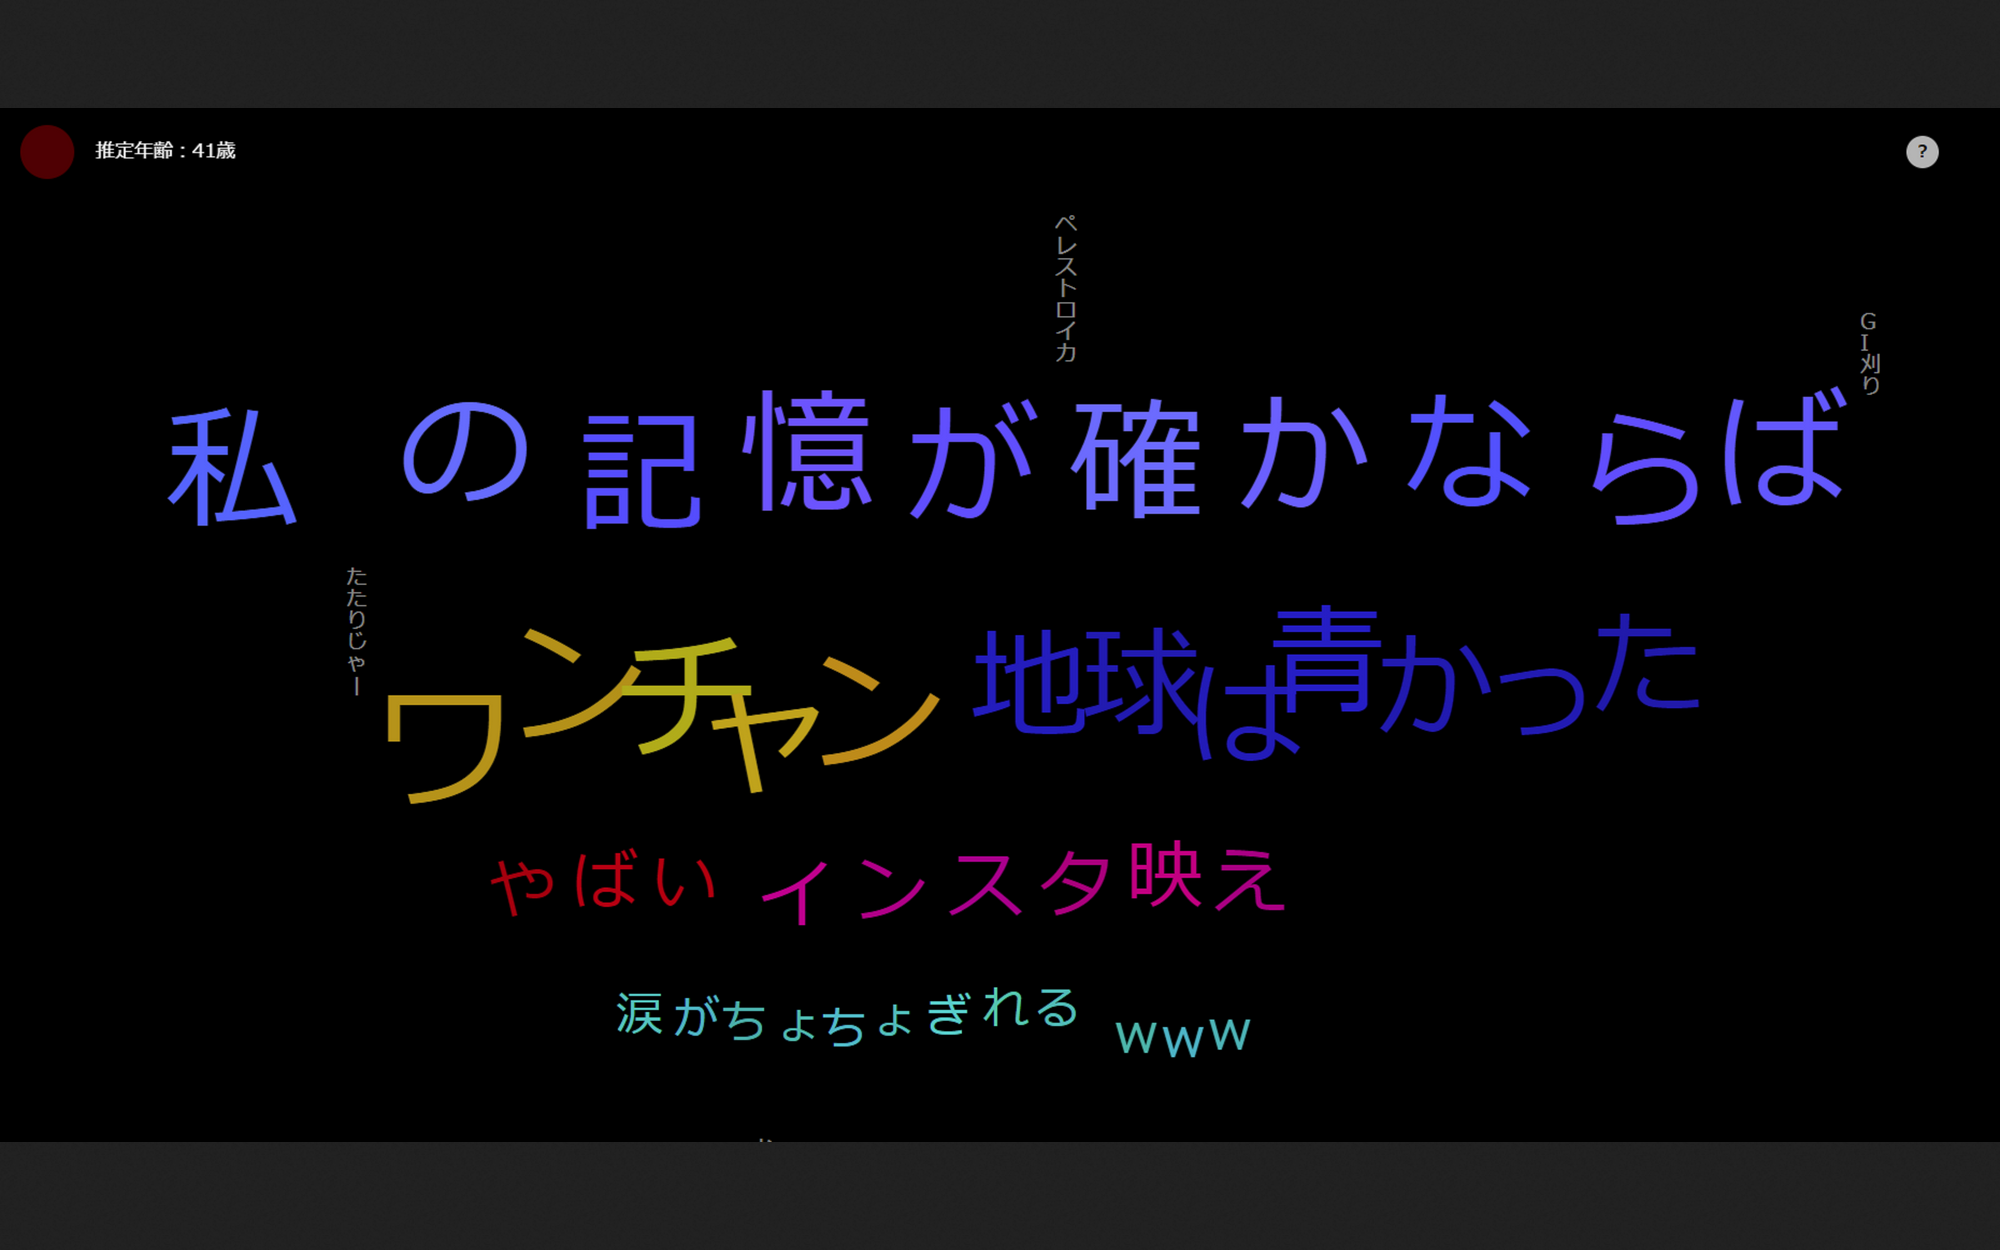 推定年齢：41歳
?
ペレストロイカ
GI刈り
私の記憶が確かならば
たたりじゃー
ワンチャン 地球は青かった
やばい インスタ映え
涙がちょちょぎれる www